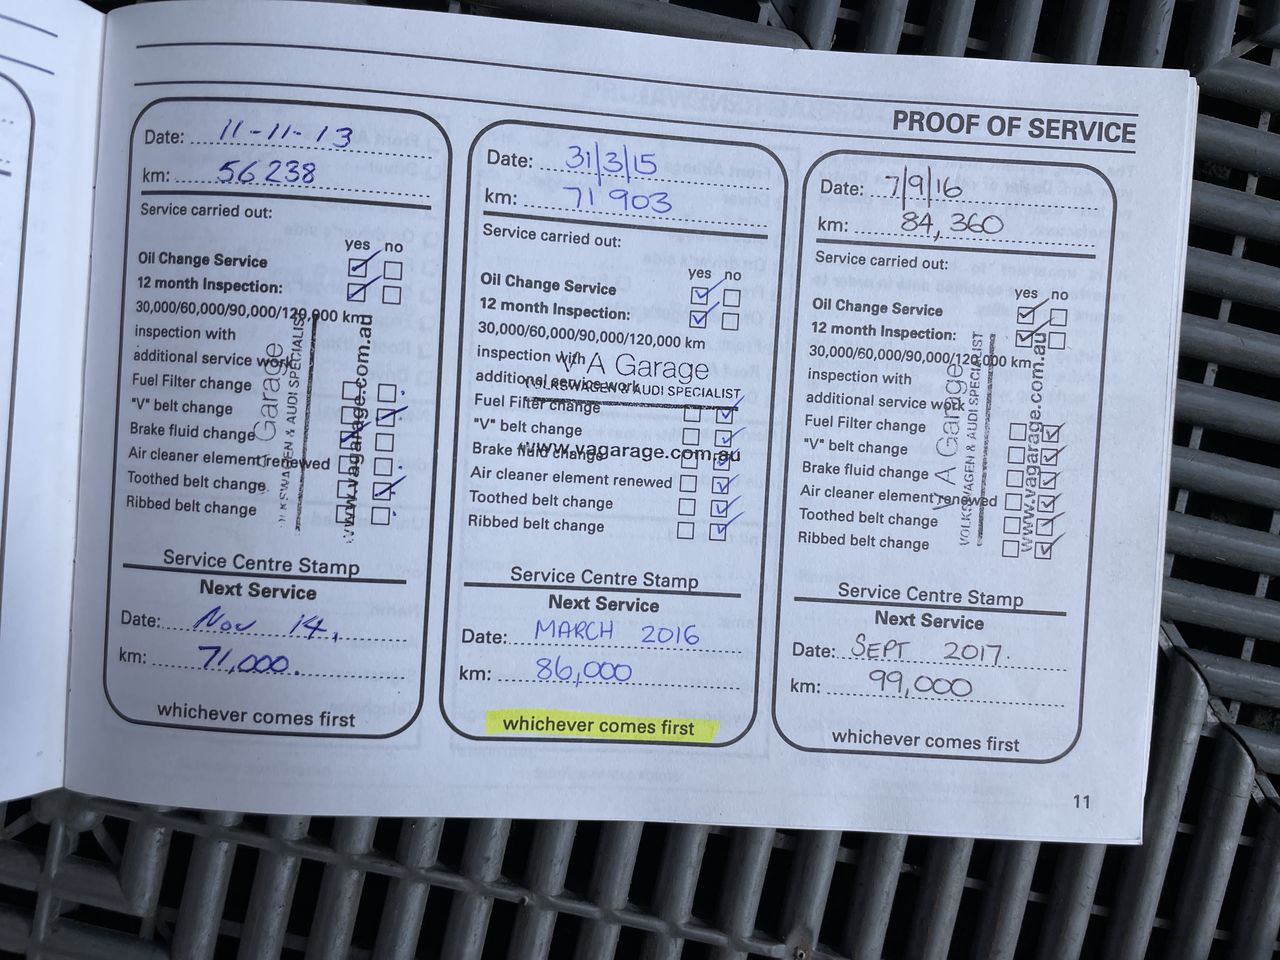 PROOF OF SERVICE
Date: 11-11-13
km: 56238
Service carried out:
yes no
Oil Change Service
12 month Inspection:
30,000/60,000/90,000/120,000 km
inspection with
additional service work
Fuel Filter change
"V" belt change
Brake fluid change
Air cleaner element renewed
Toothed belt change
Ribbed belt change
A Garage
VOLKSWAGEN & AUDI SPECIALIST
www.vagarage.com.au
Service Centre Stamp
Next Service
Date: Nov 14,
km: 71,000.
whichever comes first
Date: 31/3/15
km: 71903
Service carried out:
yes no
Oil Change Service
12 month Inspection:
30,000/60,000/90,000/120,000 km
inspection with
additional service work
Fuel Filter change
"V" belt change
Brake fluid change
Air cleaner element renewed
Toothed belt change
Ribbed belt change
V A Garage
VOLKSWAGEN & AUDI SPECIALIST
www.vagarage.com.au
Service Centre Stamp
Next Service
Date: MARCH 2016
km: 86,000
whichever comes first
Date: 7/9/16
km: 84,360
Service carried out:
yes no
Oil Change Service
12 month Inspection:
30,000/60,000/90,000/120,000 km
inspection with
additional service work
Fuel Filter change
"V" belt change
Brake fluid change
Air cleaner element renewed
Toothed belt change
Ribbed belt change
V A Garage
VOLKSWAGEN & AUDI SPECIALIST
www.vagarage.com.au
Service Centre Stamp
Next Service
Date: SEPT 2017.
km: 99,000
whichever comes first
11